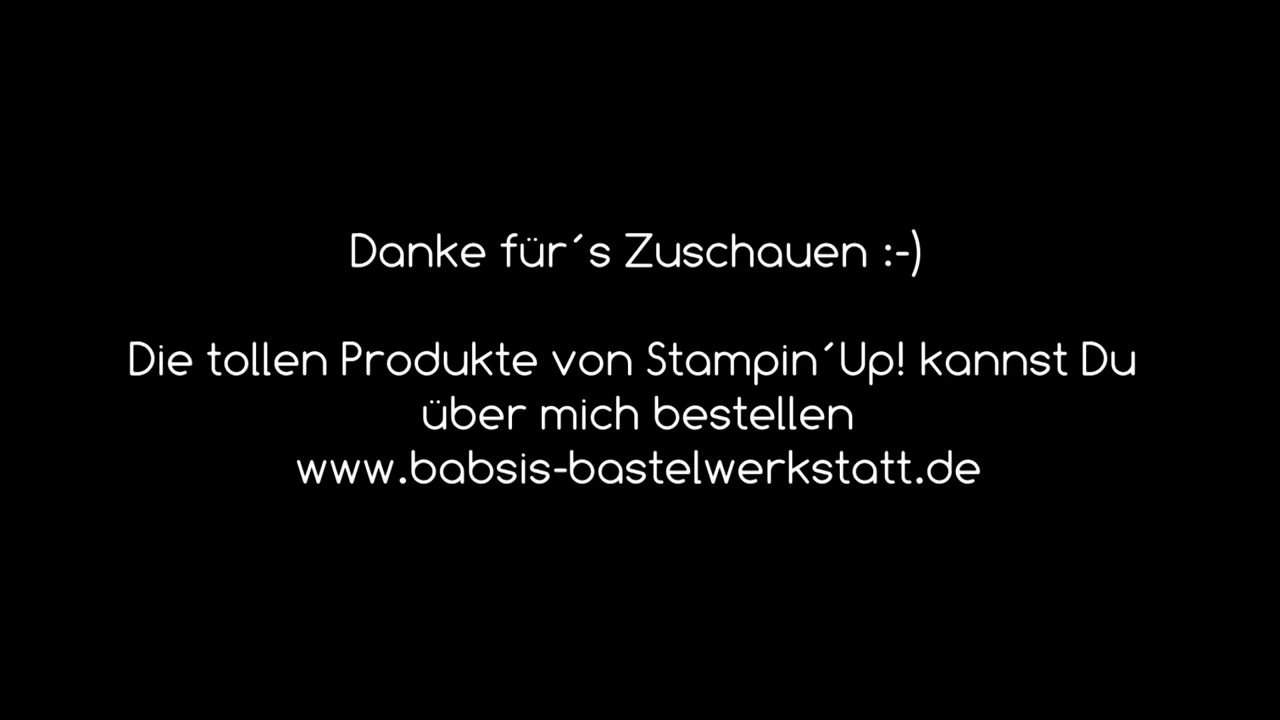 Danke für´s Zuschauen :-)
Die tollen Produkte von Stampin´Up! kannst Du
über mich bestellen
www.babsis-bastelwerkstatt.de